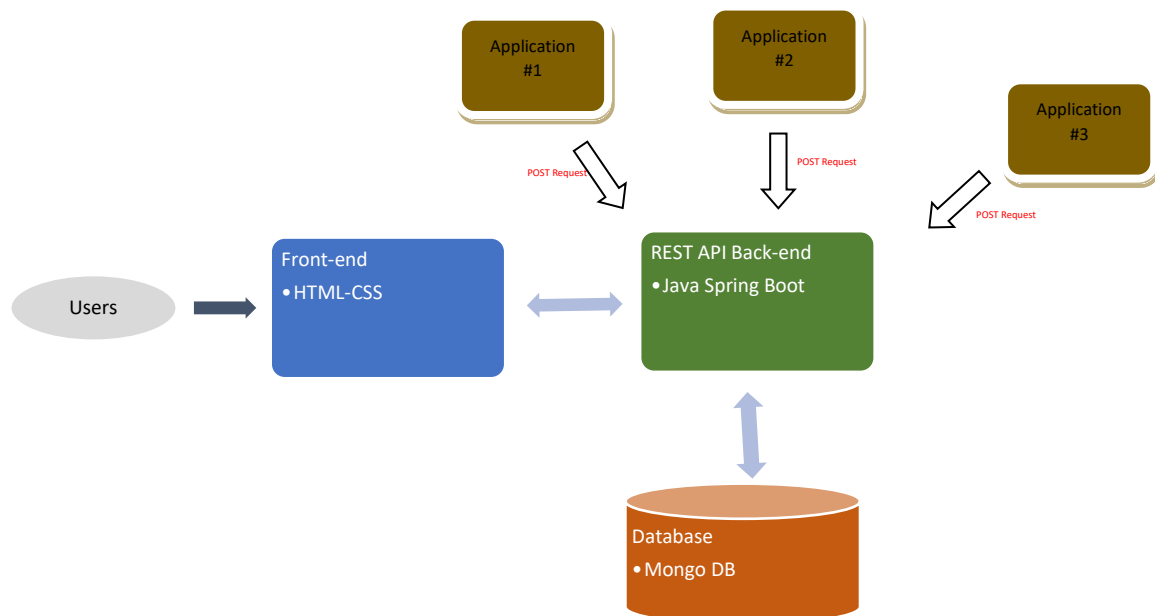 Application
#1
Application
#2
Application
#3
POST Request
POST Request
POST Request
Front-end
•HTML-CSS
REST API Back-end
•Java Spring Boot
Users
Database
•Mongo DB